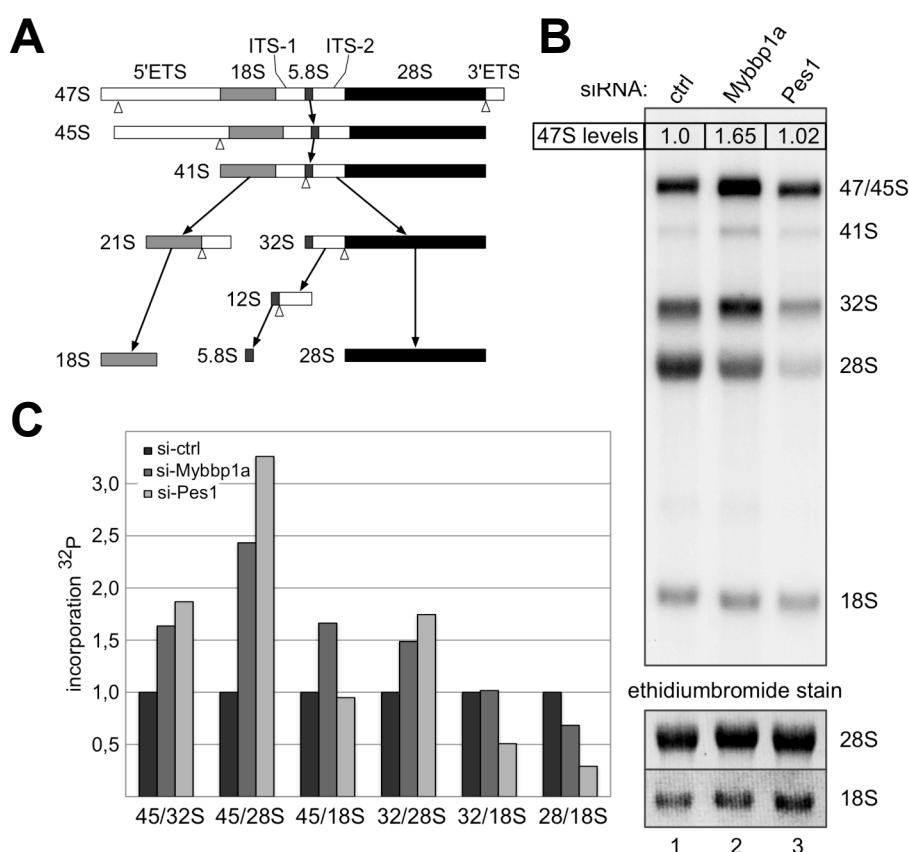 A
ITS-1 ITS-2
5'ETS 18S 5.8S 28S 3'ETS
47S
45S
41S
21S 32S
12S
18S 5.8S 28S
B
siRNA: ctrl Mybbp1a Pes1
47S levels 1.0 1.65 1.02
47/45S
41S
32S
28S
18S
ethidiumbromide stain
28S
18S
1 2 3
C
si-ctrl
si-Mybbp1a
si-Pes1
incorporation ³²P
3,0
2,5
2,0
1,5
1,0
0,5
45/32S 45/28S 45/18S 32/28S 32/18S 28/18S